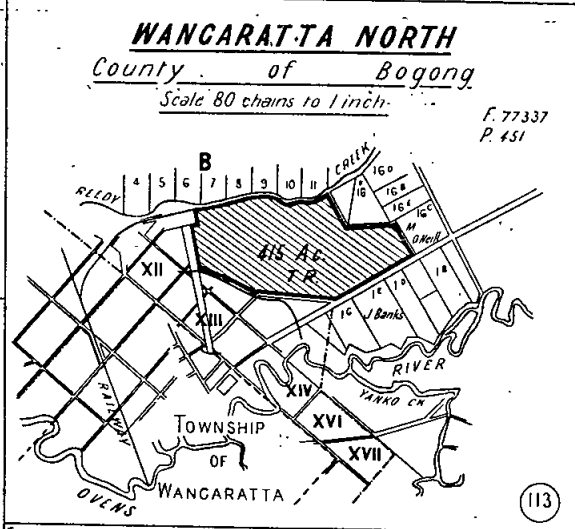 WANGARATTA NORTH
County of Bogong
Scale 80 chains to 1 inch
F. 77337
P. 451
B
CREEK
REEDY
4 5 6 7 8 9 10 11
16D
16B
16E
16C
M
O'Neill
415 Ac.
T.R.
XII
XIII
1E
1D
1B
1G
J Banks
RIVER
XIV
YANKO CK
XVI
XVII
RAILWAY
TOWNSHIP
OF
WANGARATTA
OVENS
113